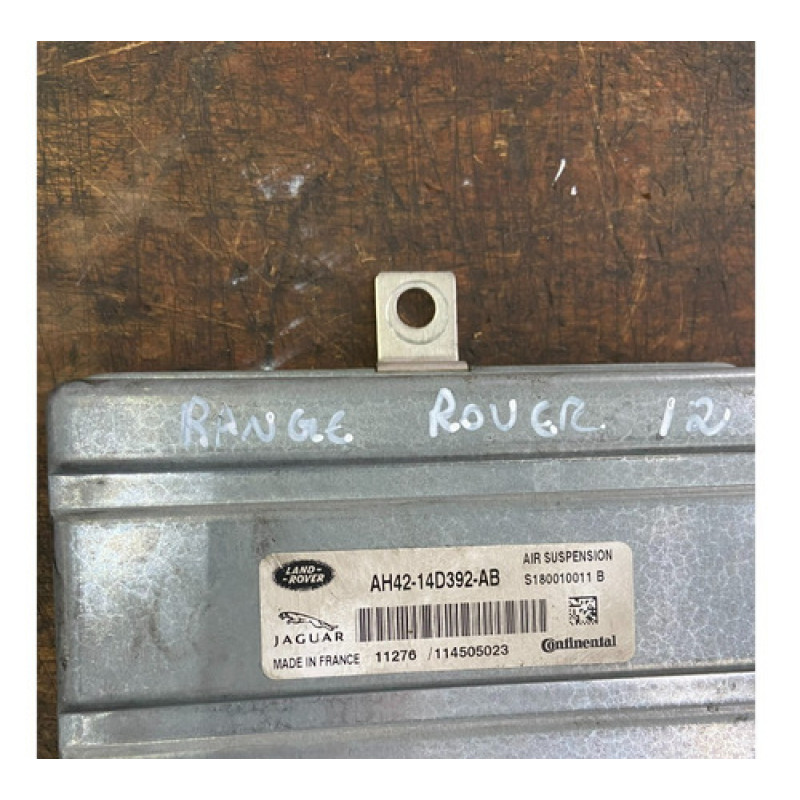 RANGE ROVER 12
LAND-
ROVER
AH42-14D392-AB
AIR SUSPENSION
S180010011 B
JAGUAR
MADE IN FRANCE
11276 /114505023
Continental